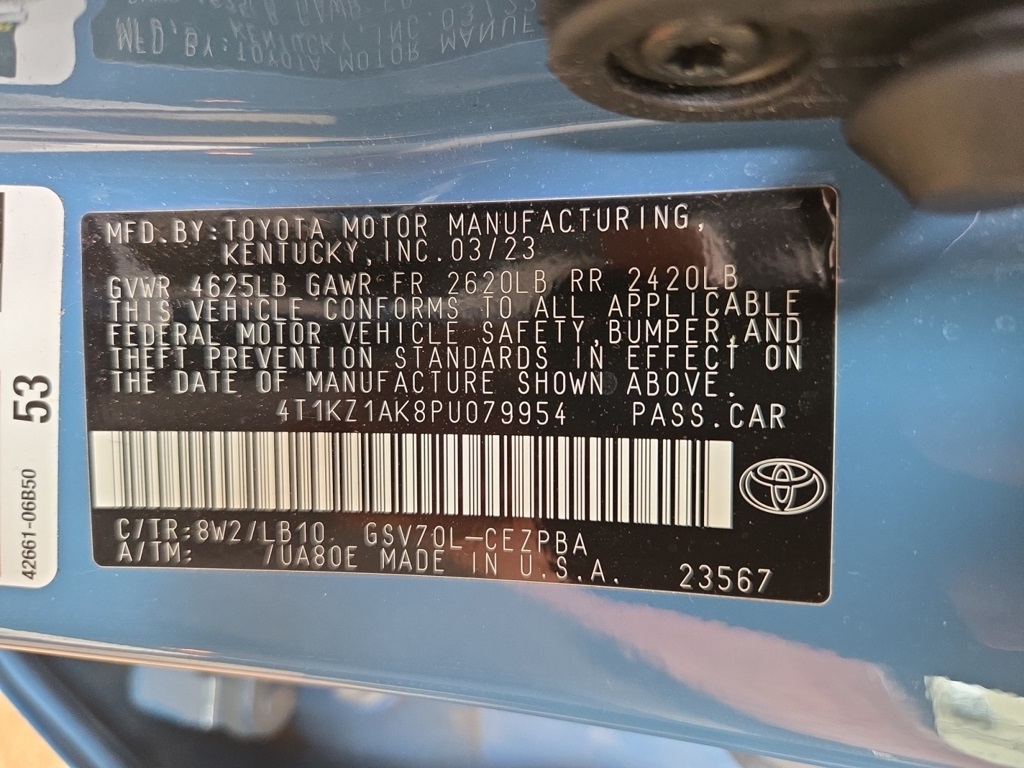 MFD.BY:TOYOTA MOTOR MANUFACTURING,
KENTUCKY,INC.03/23
GVWR 4625LB GAWR FR 2620LB RR 2420LB
THIS VEHICLE CONFORMS TO ALL APPLICABLE
FEDERAL MOTOR VEHICLE SAFETY,BUMPER,AND
THEFT PREVENTION STANDARDS IN EFFECT ON
THE DATE OF MANUFACTURE SHOWN ABOVE.
4T1KZ1AK8PU079954 PASS.CAR
C/TR:8W2/LB10 GSV70L-CEZPBA
A/TM: 7UA80E MADE IN U.S.A.
23567
53
42661-06B50